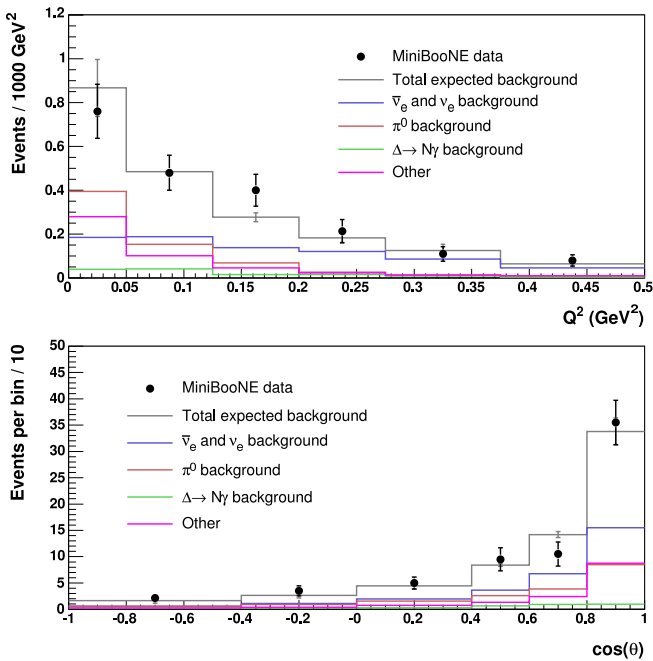 Events / 1000 GeV²
1.2
1
0.8
0.6
0.4
0.2
0
MiniBooNE data
Total expected background
ν̅e and νe background
π⁰ background
Δ→ Nγ background
Other
0 0.05 0.1 0.15 0.2 0.25 0.3 0.35 0.4 0.45 0.5
Q² (GeV²)
Events per bin / 10
50
45
40
35
30
25
20
15
10
5
0
MiniBooNE data
Total expected background
ν̅e and νe background
π⁰ background
Δ→ Nγ background
Other
-1 -0.8 -0.6 -0.4 -0.2 -0 0.2 0.4 0.6 0.8 1
cos(θ)